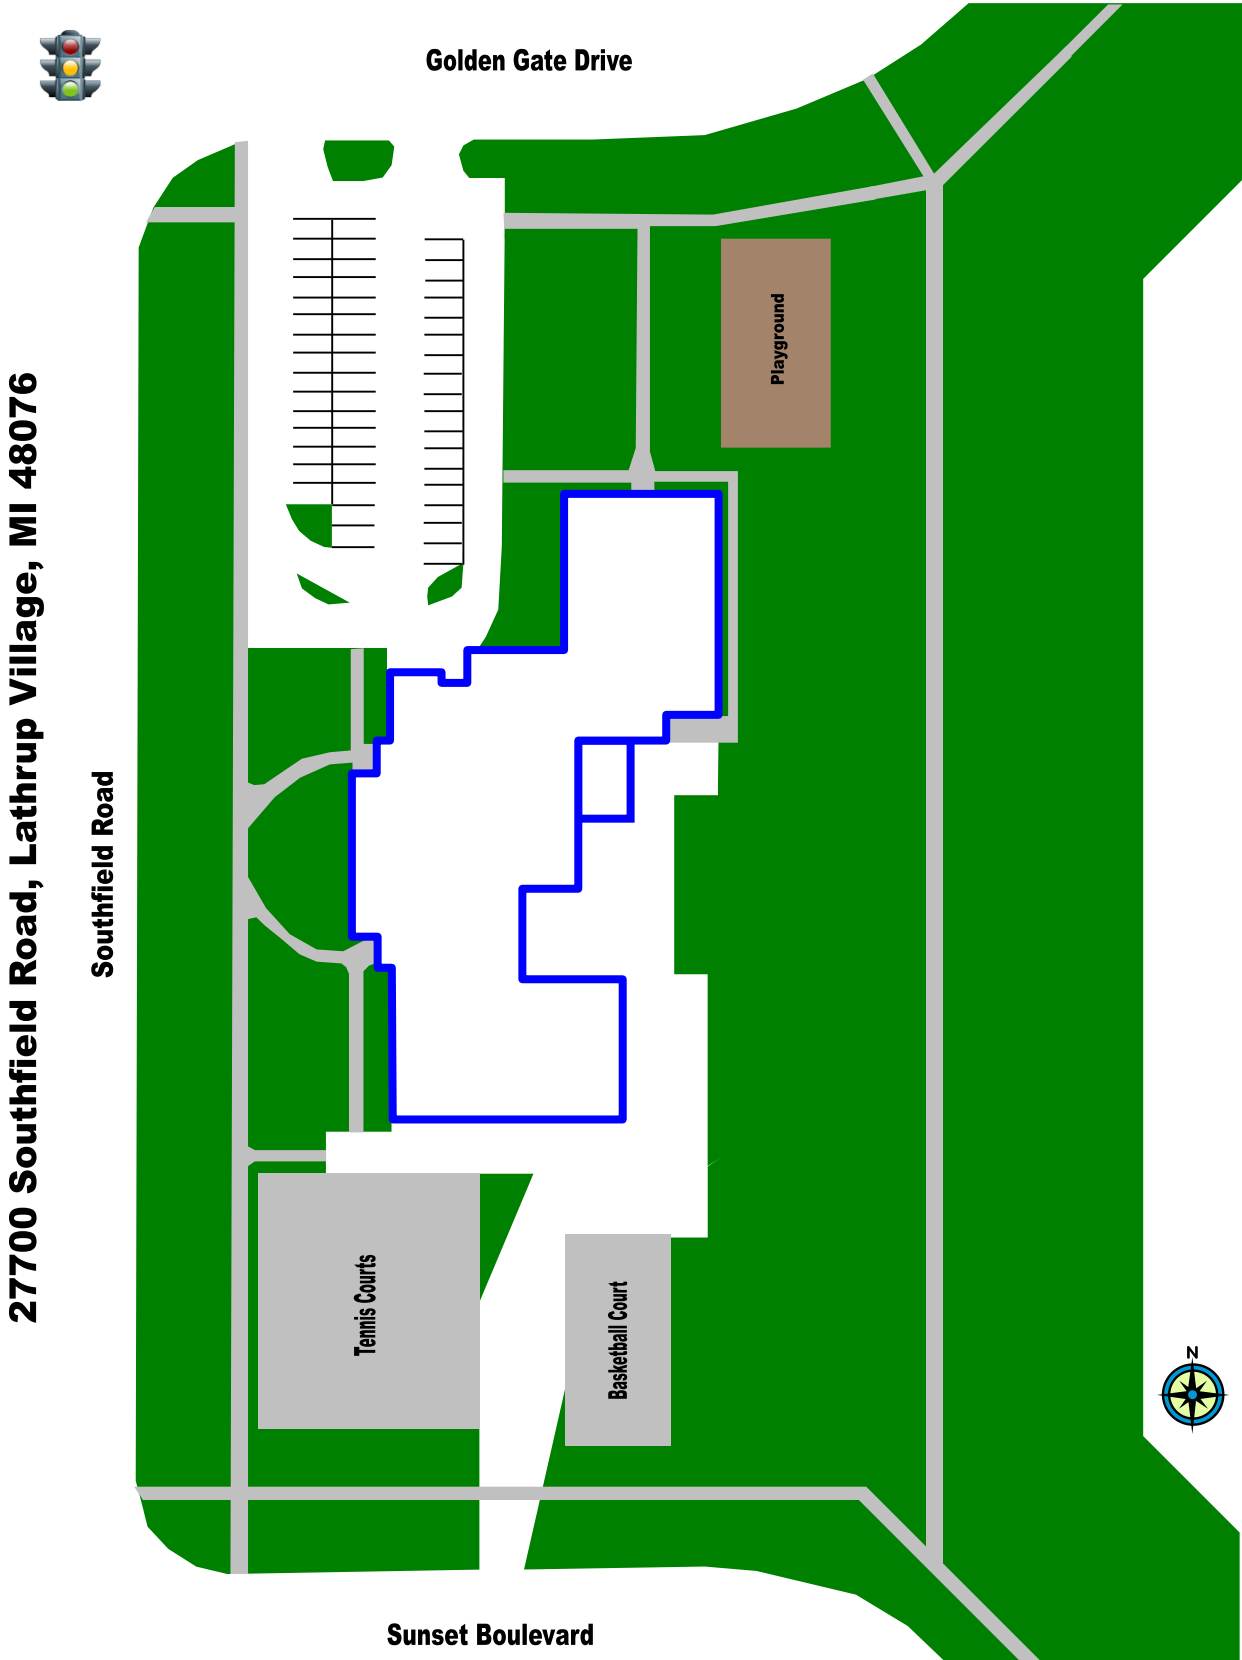 Golden Gate Drive
Playground
27700 Southfield Road, Lathrup Village, MI 48076
Southfield Road
Tennis Courts
Basketball Court
N
Sunset Boulevard